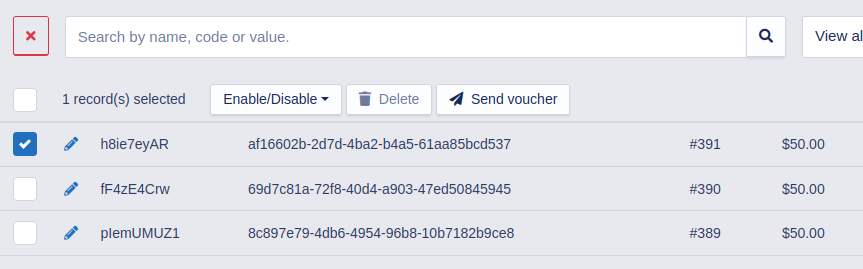 Search by name, code or value. View al
1 record(s) selected Enable/Disable Delete Send voucher
h8ie7eyAR af16602b-2d7d-4ba2-b4a5-61aa85bcd537 #391 $50.00
fF4zE4Crw 69d7c81a-72f8-40d4-a903-47ed50845945 #390 $50.00
pIemUMUZ1 8c897e79-4db6-4954-96b8-10b7182b9ce8 #389 $50.00